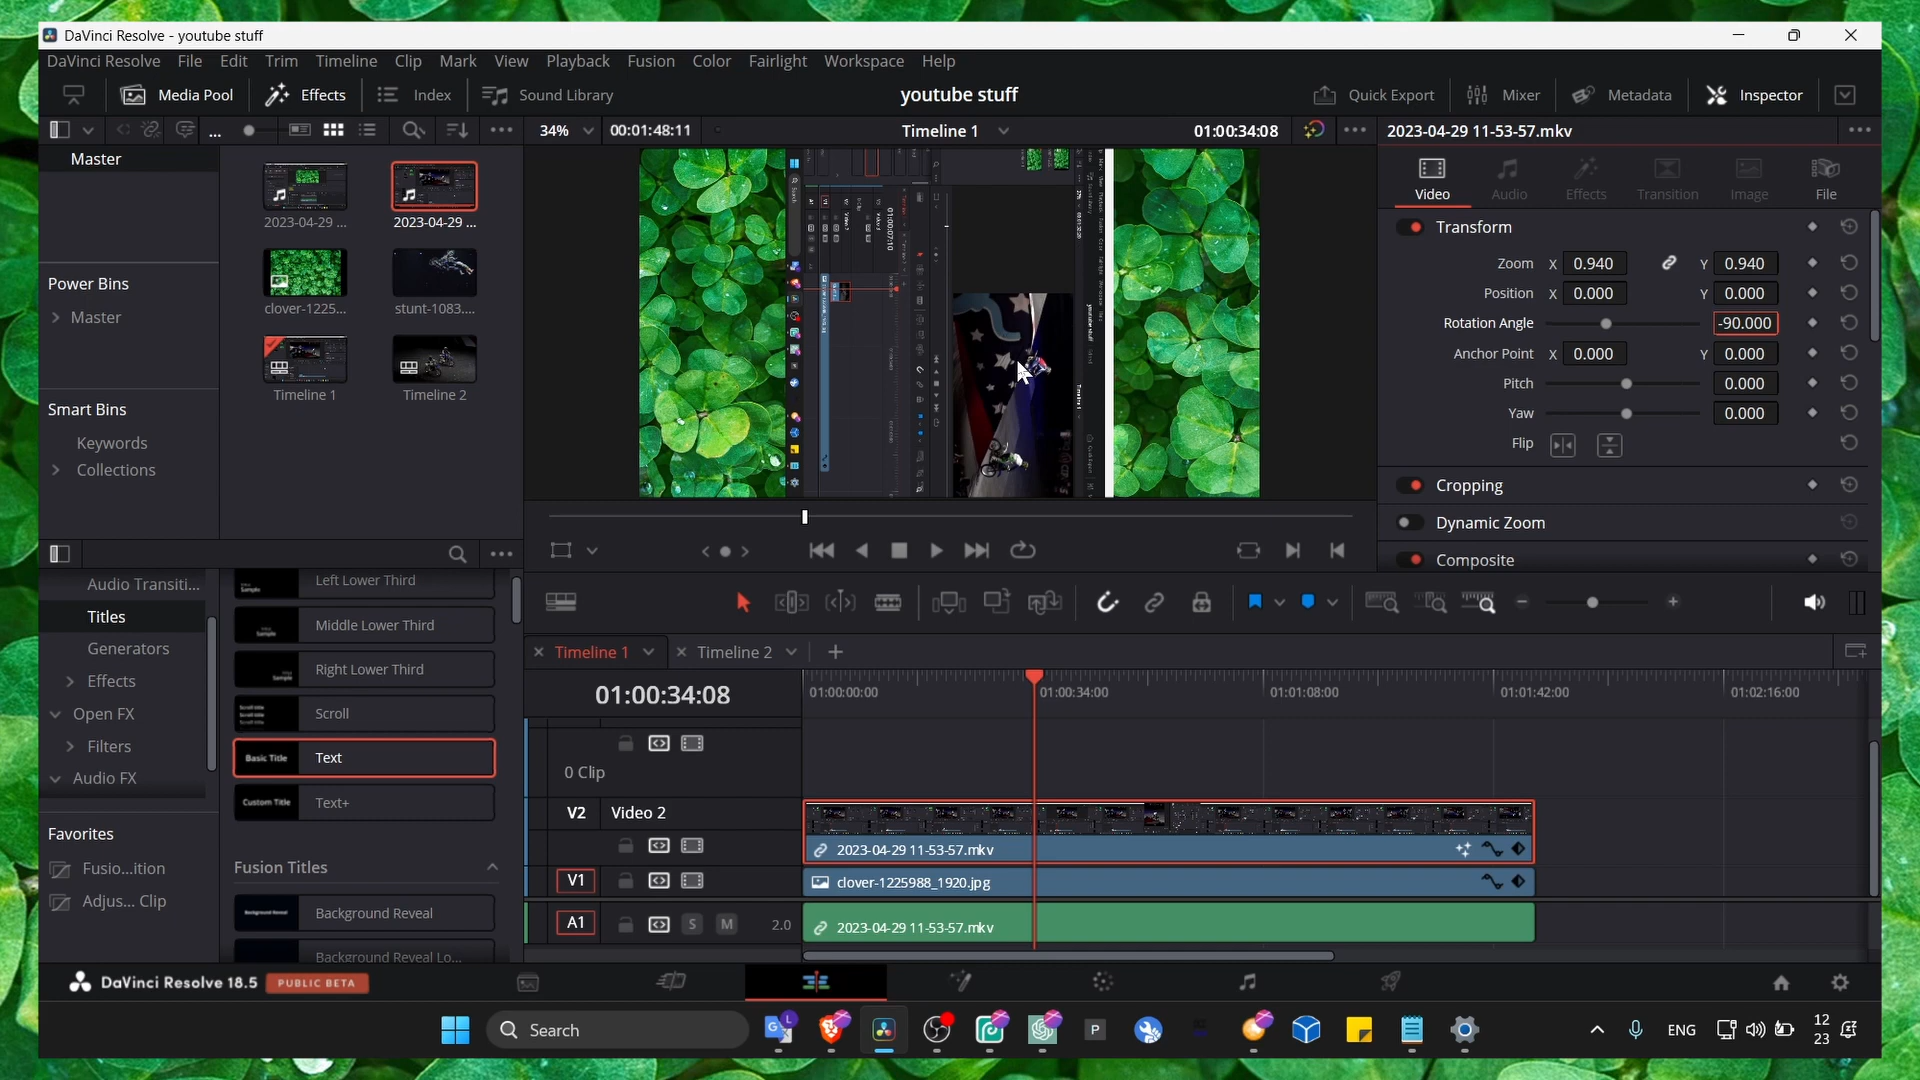 DaVinci Resolve - youtube stuff
DaVinci Resolve File Edit Trim Timeline Clip Mark View Playback Fusion Color Fairlight Workspace Help
Media Pool Effects Index Sound Library youtube stuff Quick Export Mixer Metadata Inspector
... 34% 00:01:48:11 Timeline 1 01:00:34:08 2023-04-29 11-53-57.mkv
Master
Video Audio Effects Transition Image File
2023-04-29 ... 2023-04-29 ...
Transform
Zoom X 0.940 Y 0.940
Power Bins
Position X 0.000 Y 0.000
clover-1225... stunt-1083....
Master
Rotation Angle -90.000
Anchor Point X 0.000 Y 0.000
Pitch 0.000
Timeline 1 Timeline 2
Smart Bins
Yaw 0.000
Keywords
Flip
Collections
Cropping
Dynamic Zoom
Composite
Audio Transiti... Left Lower Third
Titles Middle Lower Third
Generators
Timeline 1 Timeline 2
Right Lower Third
Effects
01:00:34:08 01:00:00:00 01:00:34:00 01:01:08:00 01:01:42:00 01:02:16:00
Open FX Scroll
Filters
Basic Title Text
0 Clip
Audio FX
Custom Title Text+
V2 Video 2
Favorites
2023-04-29 11-53-57.mkv
Fusio...ition Fusion Titles
V1 clover-1225988_1920.jpg
Adjus... Clip
Background Reveal
A1 S M 2.0 2023-04-29 11-53-57.mkv
Background Reveal Lo...
DaVinci Resolve 18.5 PUBLIC BETA
Search ENG 12
23